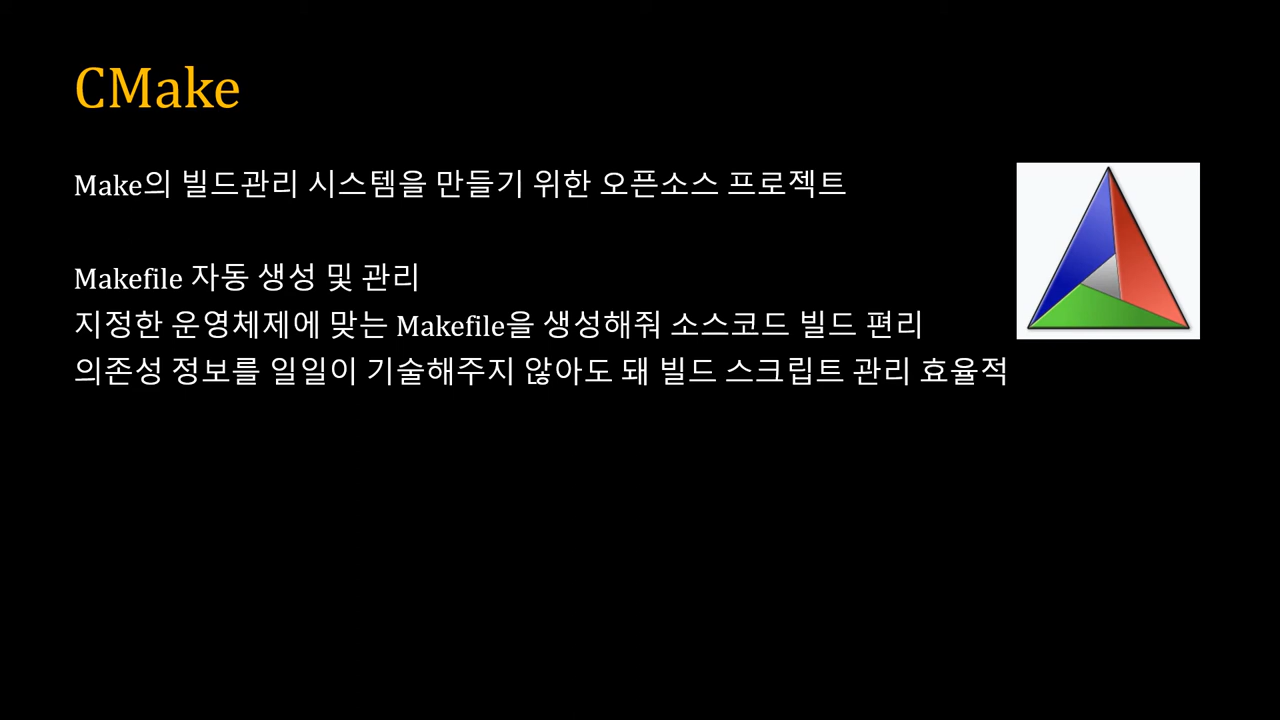 CMake
Make의 빌드관리 시스템을 만들기 위한 오픈소스 프로젝트
Makefile 자동 생성 및 관리
지정한 운영체제에 맞는 Makefile을 생성해줘 소스코드 빌드 편리
의존성 정보를 일일이 기술해주지 않아도 돼 빌드 스크립트 관리 효율적